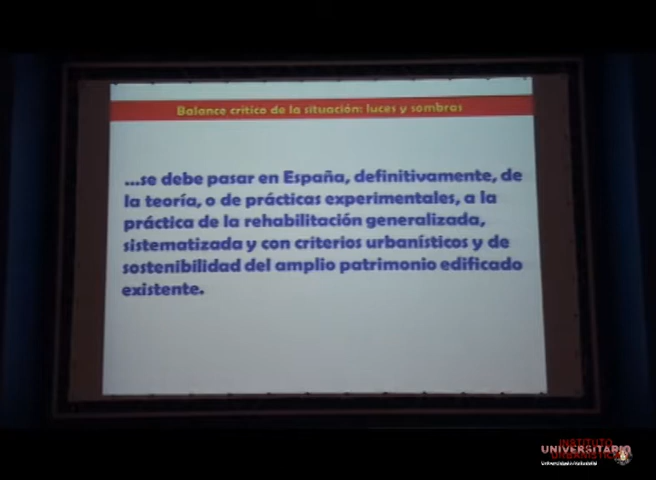 Balance crítico de la situación: luces y sombras
...se debe pasar en España, definitivamente, de
la teoría, o de prácticas experimentales, a la
práctica de la rehabilitación generalizada,
sistematizada y con criterios urbanísticos y de
sostenibilidad del amplio patrimonio edificado
existente.
INSTITUTO
UNIVERSITARIO